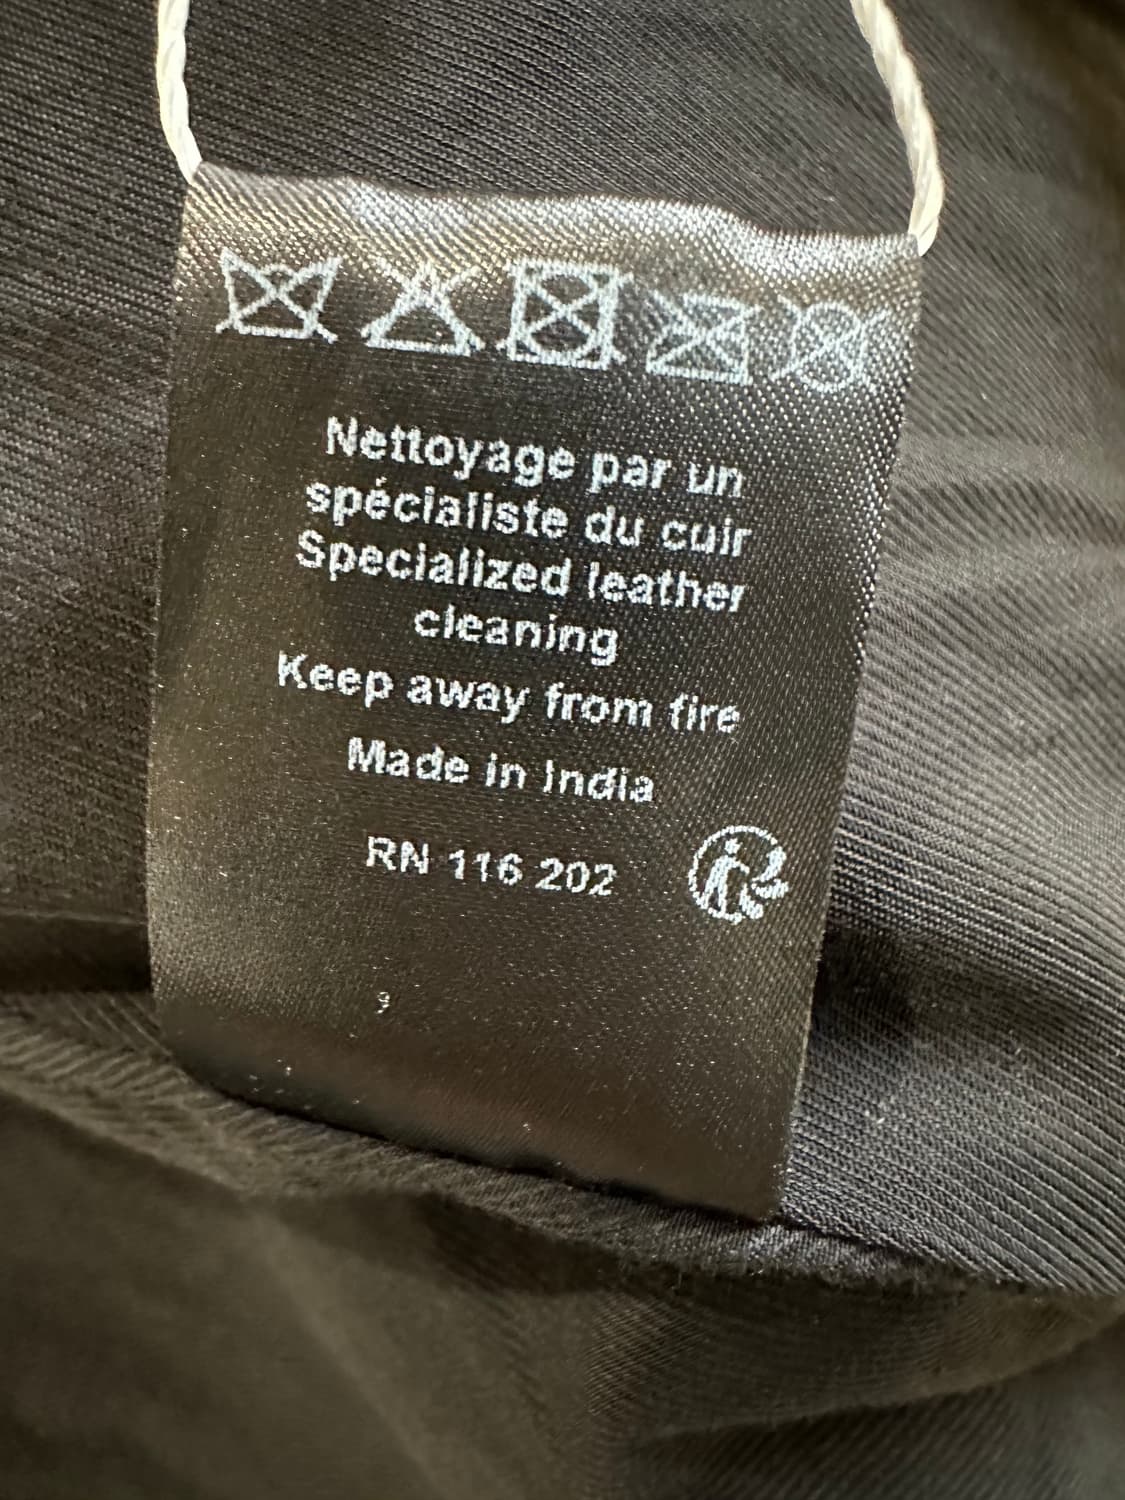 Nettoyage par un
spécialiste du cuir
Specialized leather
cleaning
Keep away from fire
Made in India
RN 116 202
9